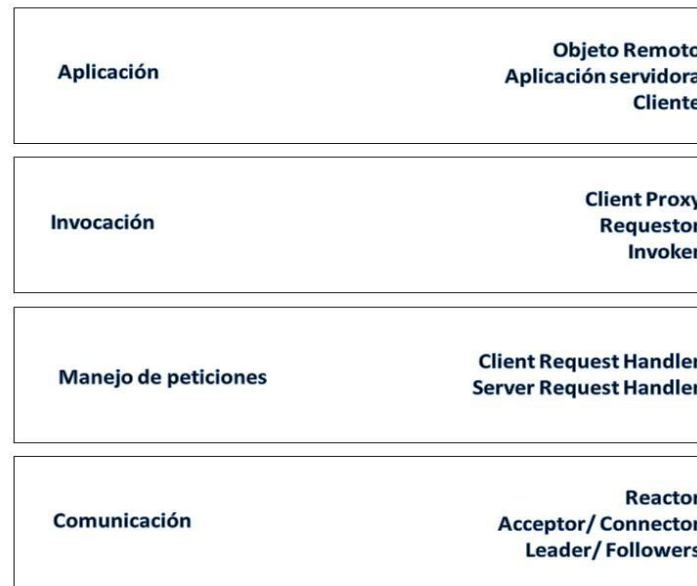 Aplicación
Objeto Remoto
Aplicación servidora
Cliente
Invocación
Client Proxy
Requestor
Invoker
Manejo de peticiones
Client Request Handler
Server Request Handler
Comunicación
Reactor
Acceptor/ Connector
Leader/ Followers